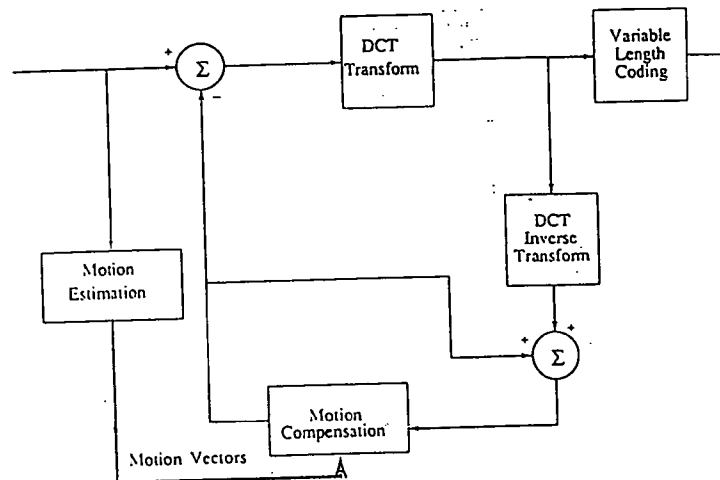 +
Σ
−
DCT
Transform
Variable
Length
Coding
DCT
Inverse
Transform
Motion
Estimation
+
+
Σ
Motion
Compensation
Motion Vectors